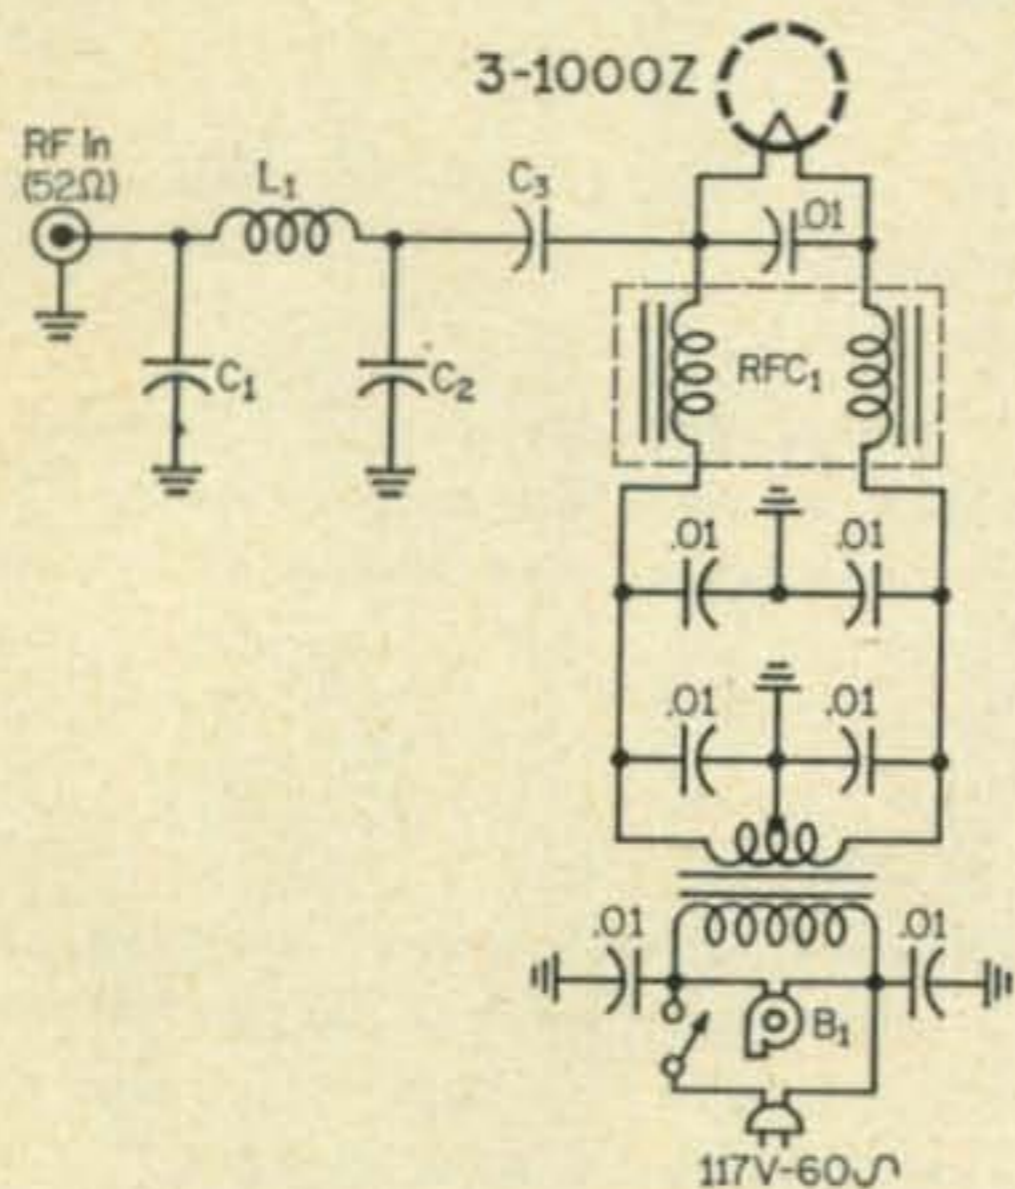 3-1000Z
RF In
(52Ω)
L₁
C₃
.01
C₁
C₂
RFC₁
.01
.01
.01
.01
.01
.01
B₁
117V-60∿